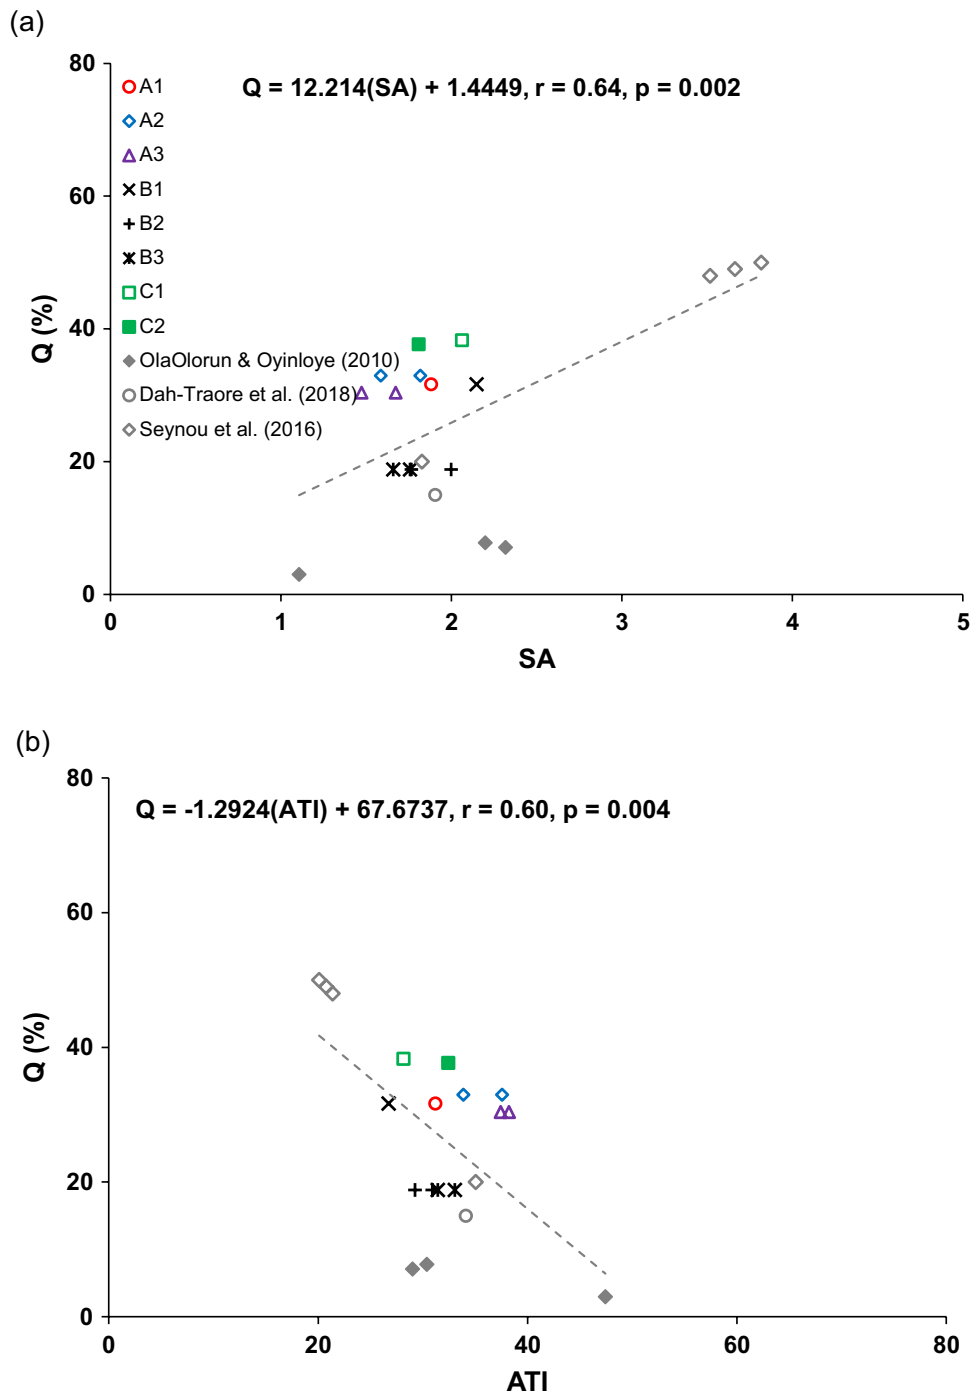 (a)
Q = 12.214(SA) + 1.4449, r = 0.64, p = 0.002
80
60
40
20
0
Q (%)
A1
A2
A3
B1
B2
B3
C1
C2
OlaOlorun & Oyinloye (2010)
Dah-Traore et al. (2018)
Seynou et al. (2016)
0 1 2 3 4 5
SA
(b)
Q = -1.2924(ATI) + 67.6737, r = 0.60, p = 0.004
80
60
40
20
0
Q (%)
0 20 40 60 80
ATI